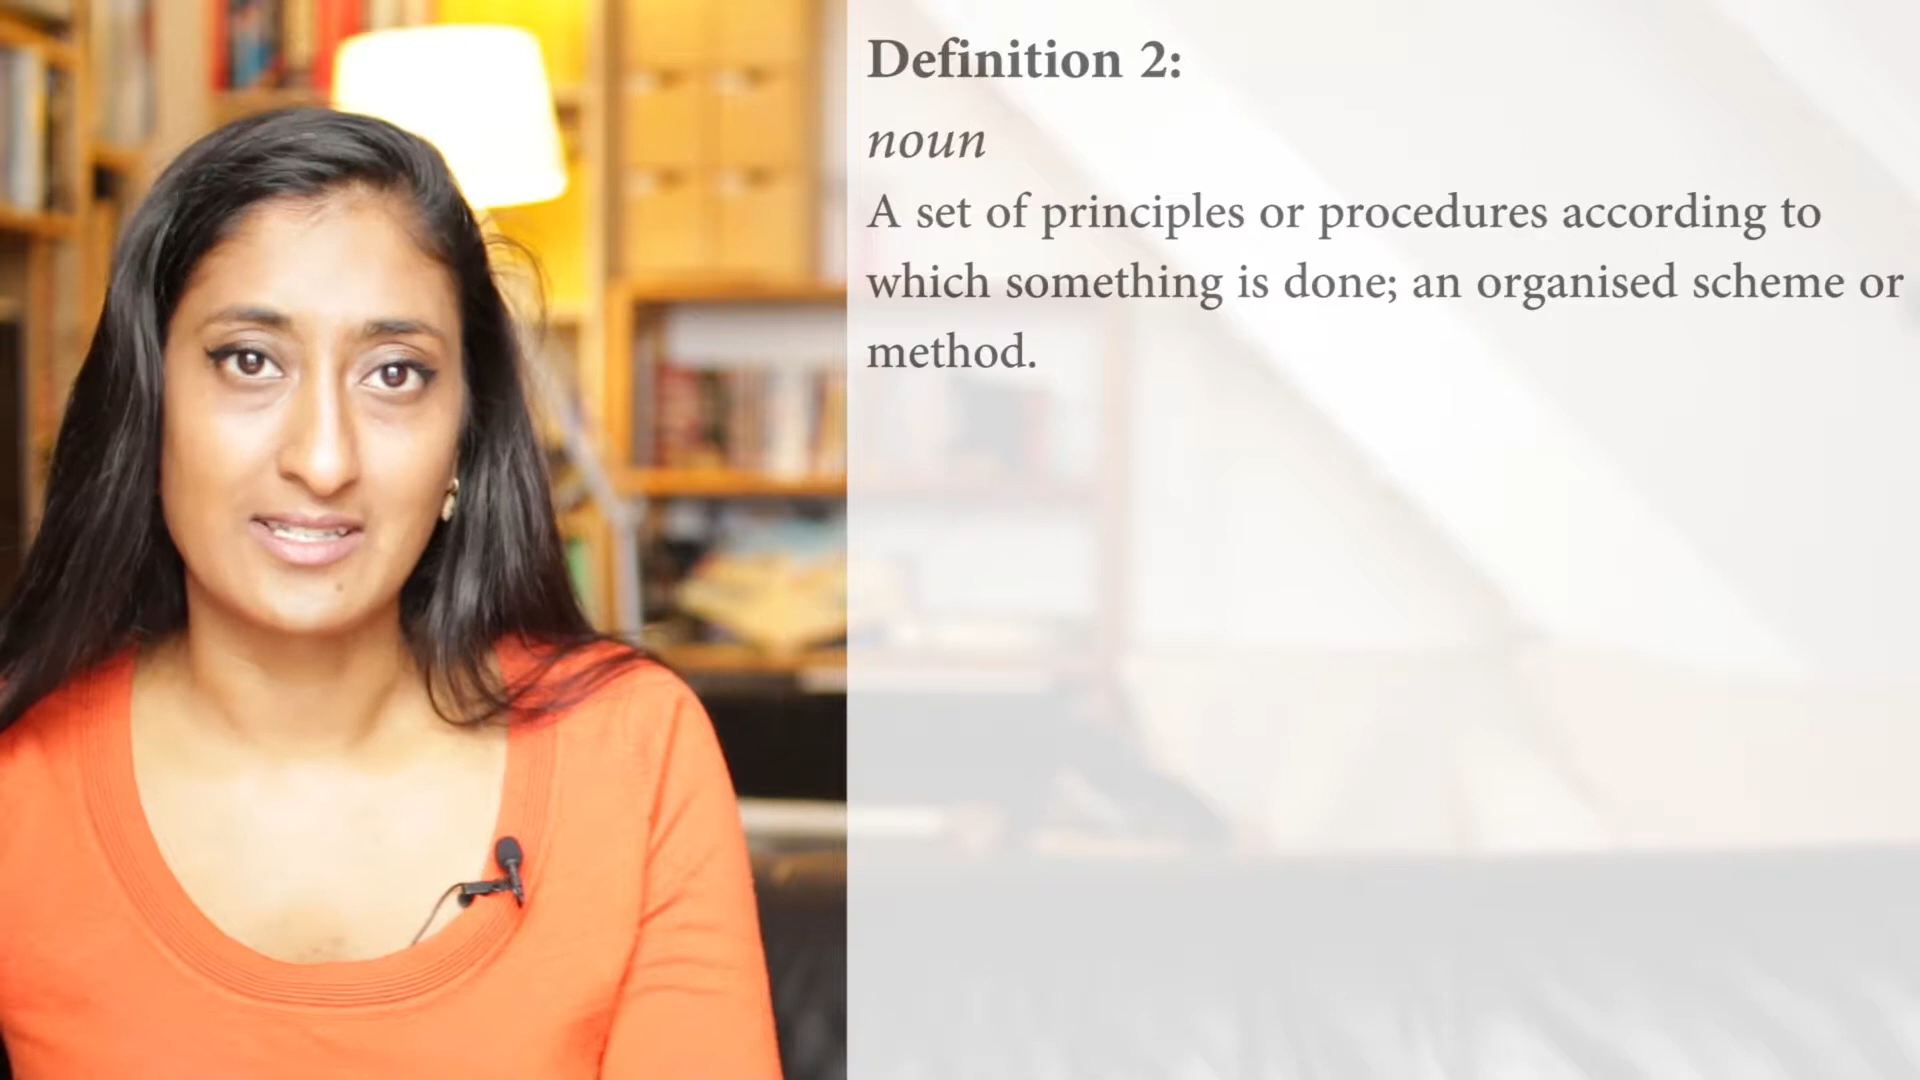 Definition 2:
noun
A set of principles or procedures according to
which something is done; an organised scheme or
method.